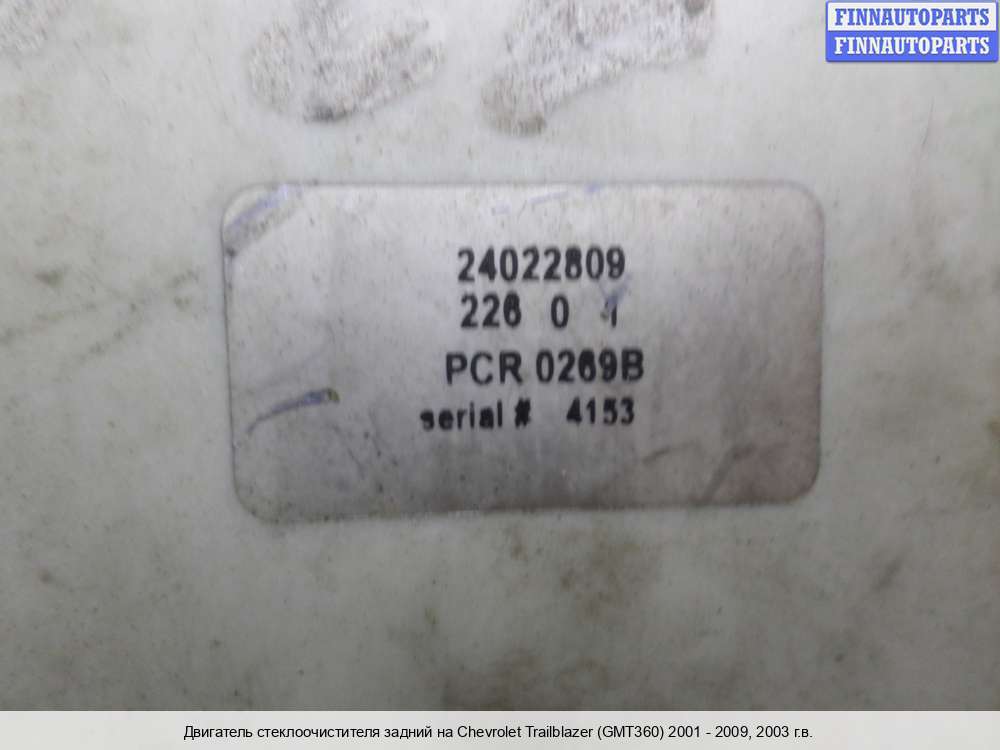 FINNAUTOPARTS
FINNAUTOPARTS
24022809
226 0 1
PCR 0269B
serial # 4153
Двигатель стеклоочистителя задний на Chevrolet Trailblazer (GMT360) 2001 - 2009, 2003 г.в.